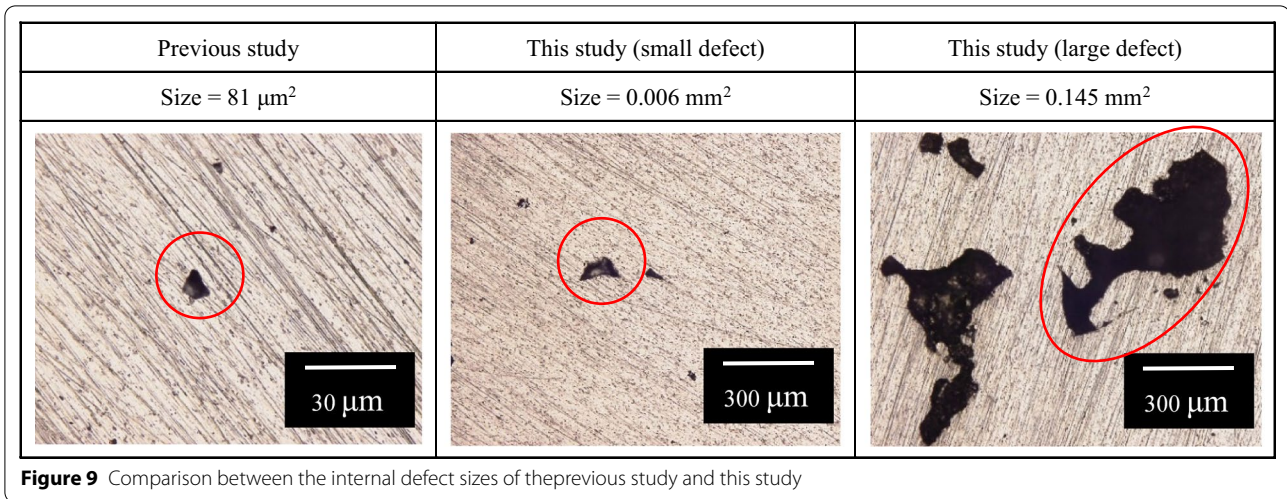 Previous study
This study (small defect)
This study (large defect)
Size = 81 μm²
Size = 0.006 mm²
Size = 0.145 mm²
30 μm
300 μm
300 μm
Figure 9 Comparison between the internal defect sizes of theprevious study and this study